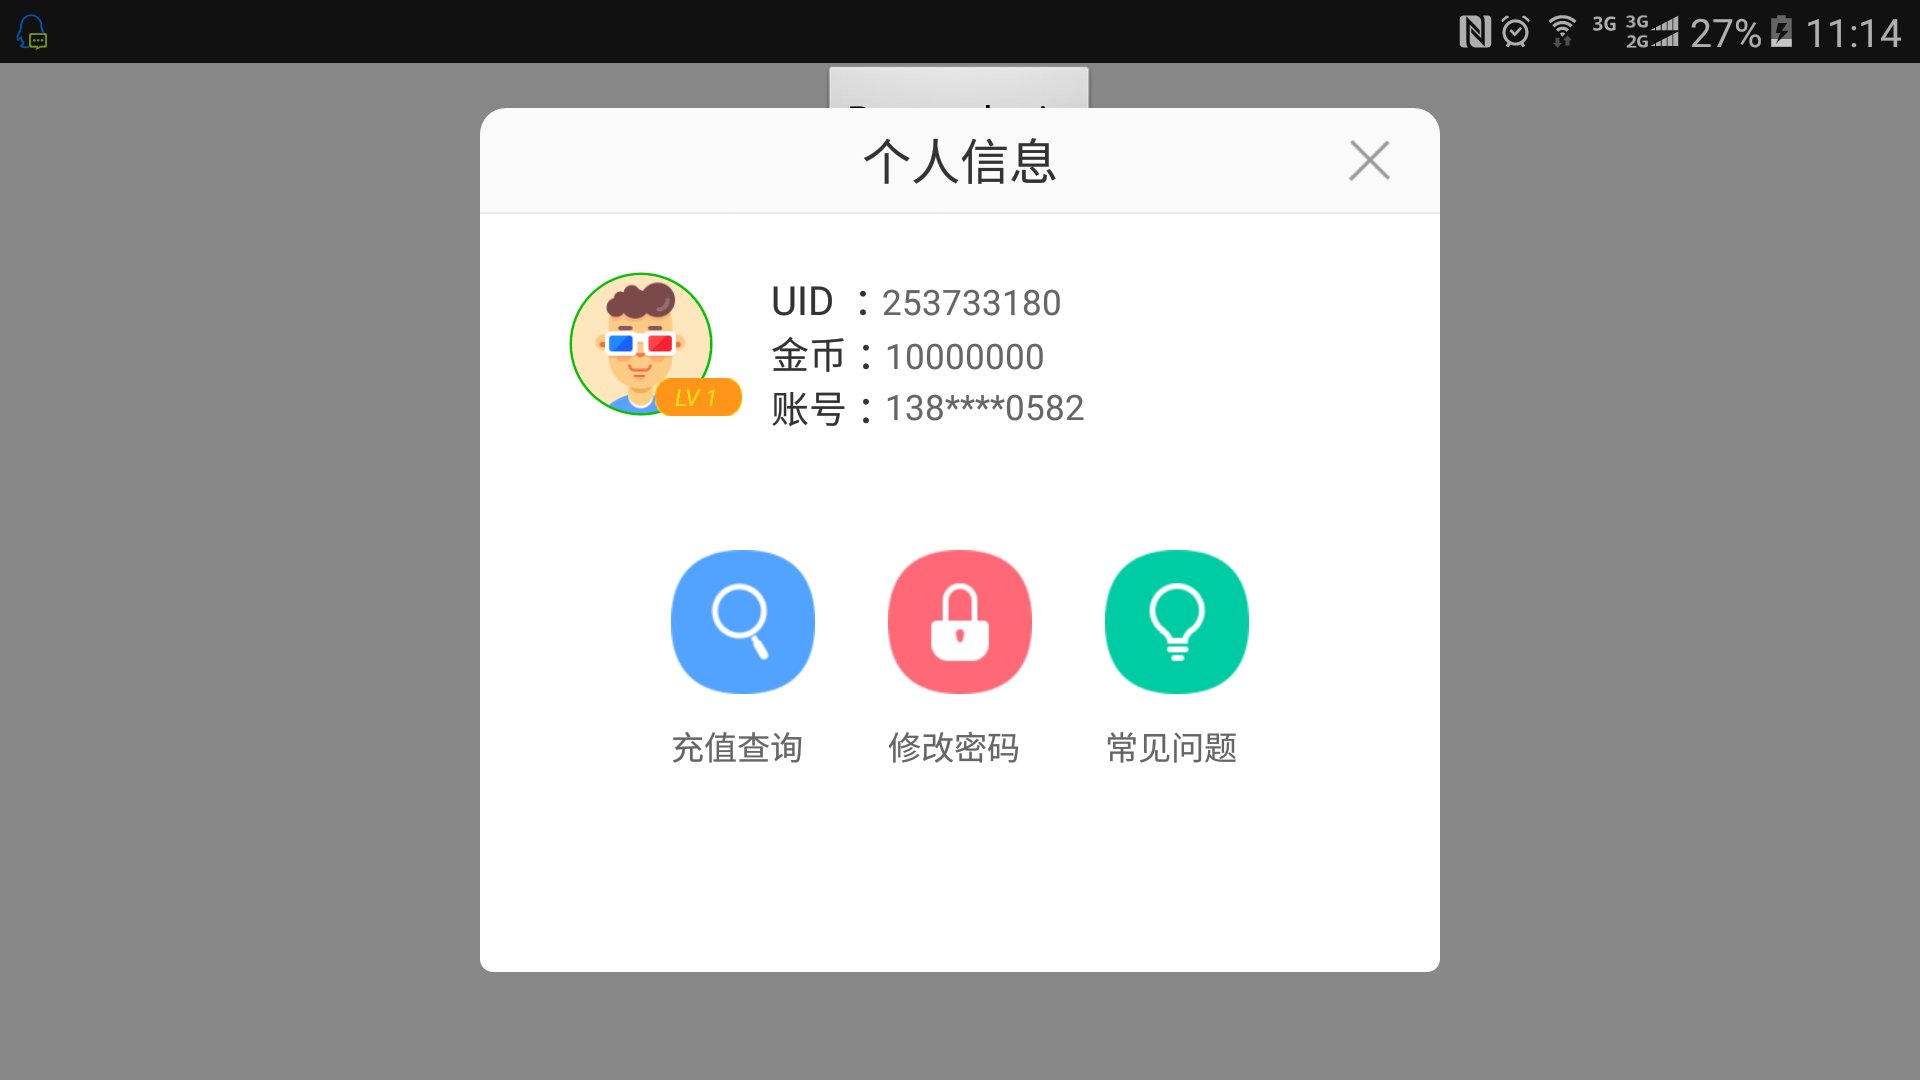 3G 3G 2G 27% 11:14
个人信息
UID ：253733180
金币：10000000
账号：138****0582
LV 1
充值查询 修改密码 常见问题